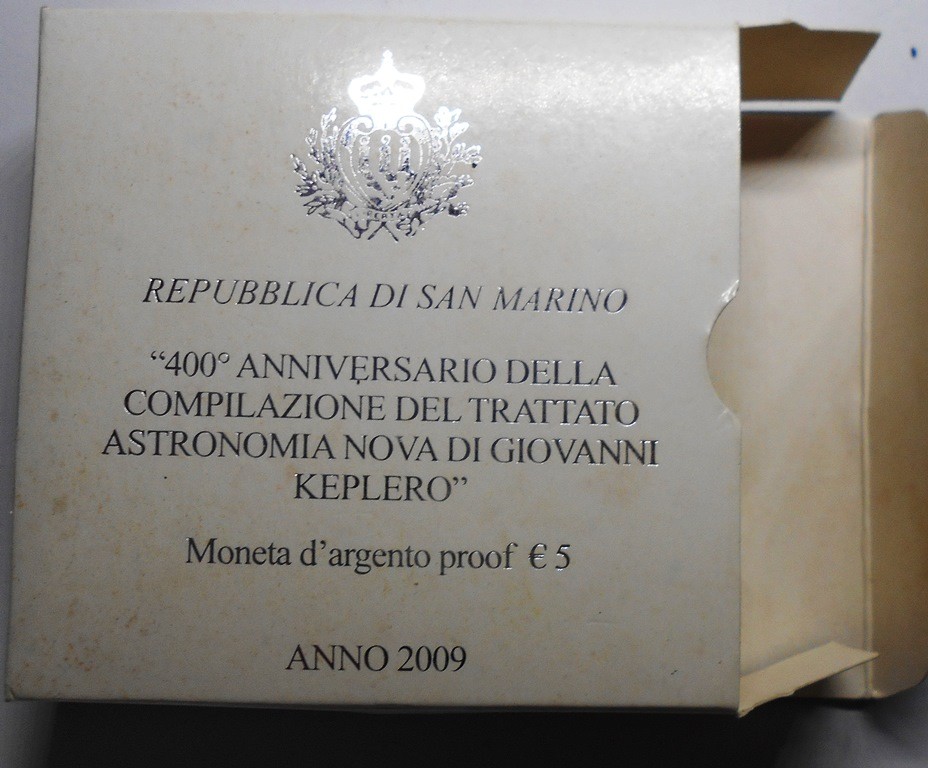 REPUBBLICA DI SAN MARINO
“400° ANNIVERSARIO DELLA
COMPILAZIONE DEL TRATTATO
ASTRONOMIA NOVA DI GIOVANNI
KEPLERO”
Moneta d’argento proof € 5
ANNO 2009